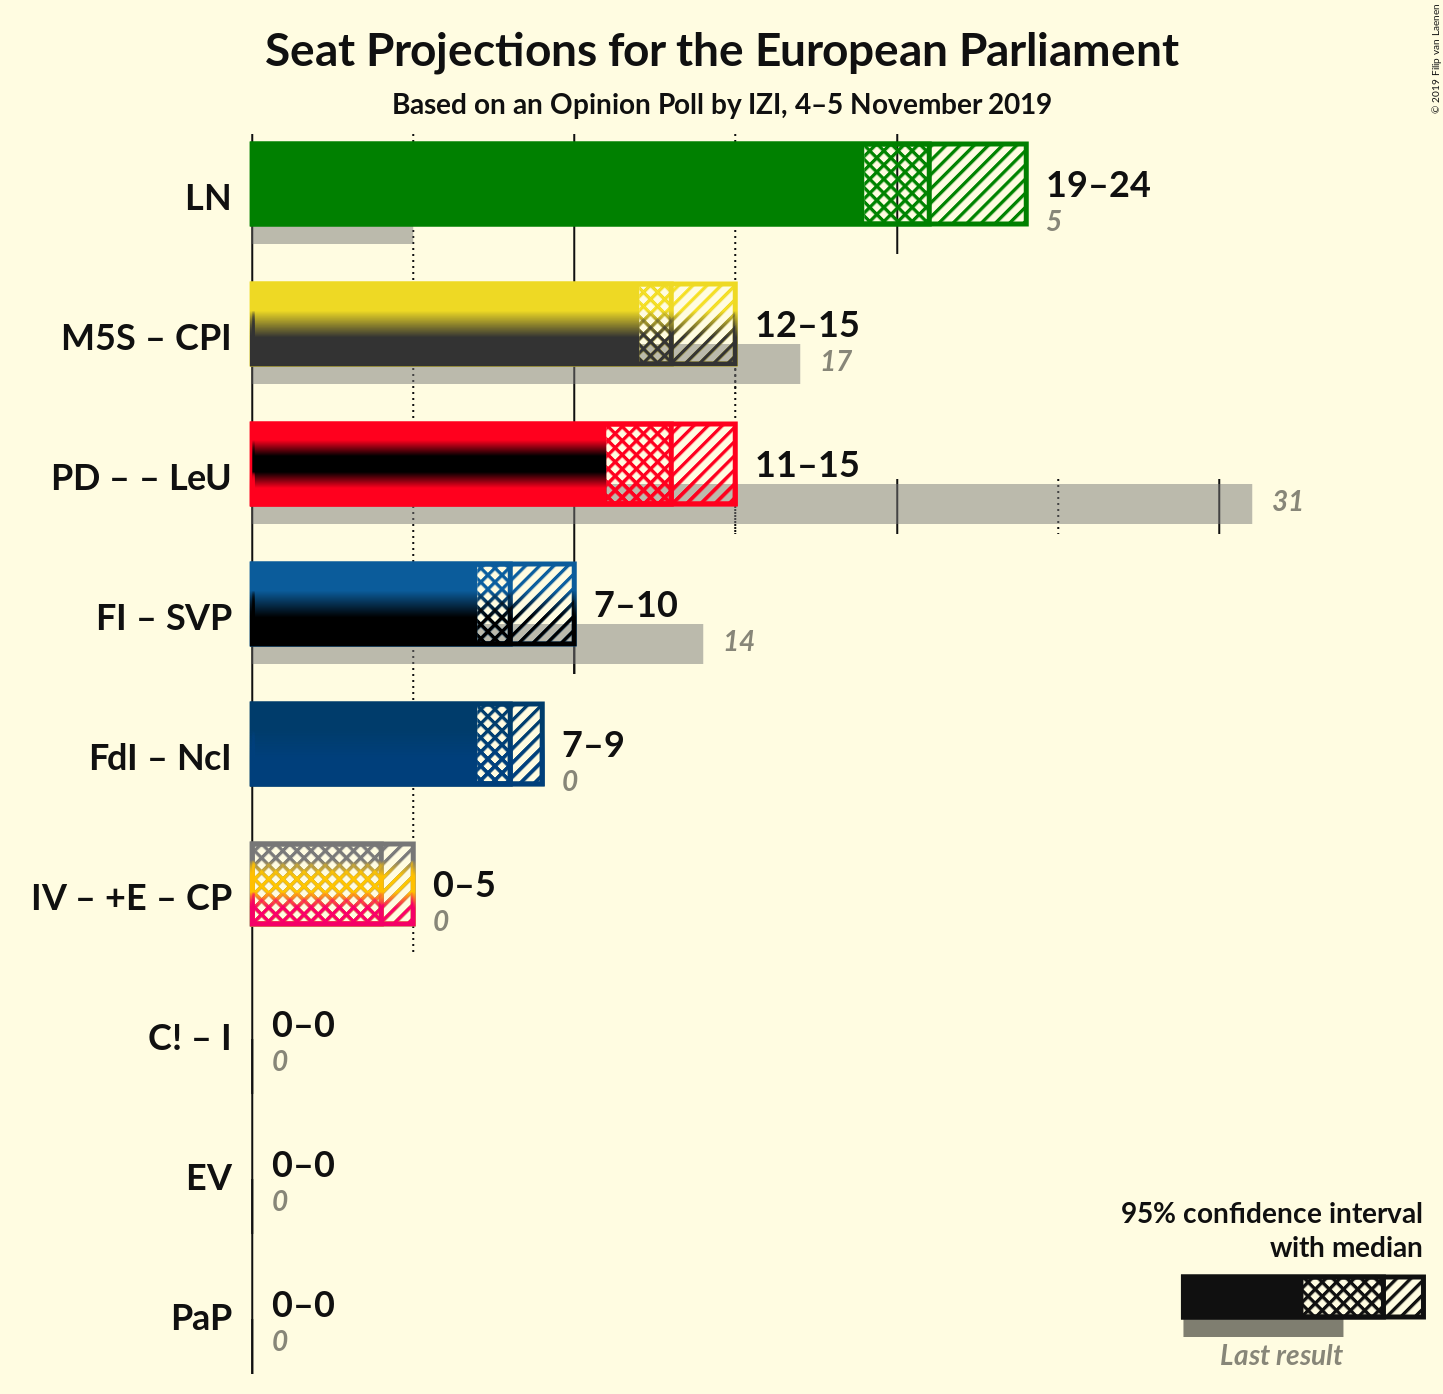 Seat Projections for the European Parliament
Based on an Opinion Poll by IZI, 4–5 November 2019
© 2019 Filip van Laenen
LN
19–24
5
M5S – CPI
12–15
17
PD – – LeU
11–15
31
FI – SVP
7–10
14
FdI – NcI
7–9
0
IV – +E – CP
0–5
0
C! – I
0–0
0
EV
0–0
0
PaP
0–0
0
95% confidence interval
with median
Last result